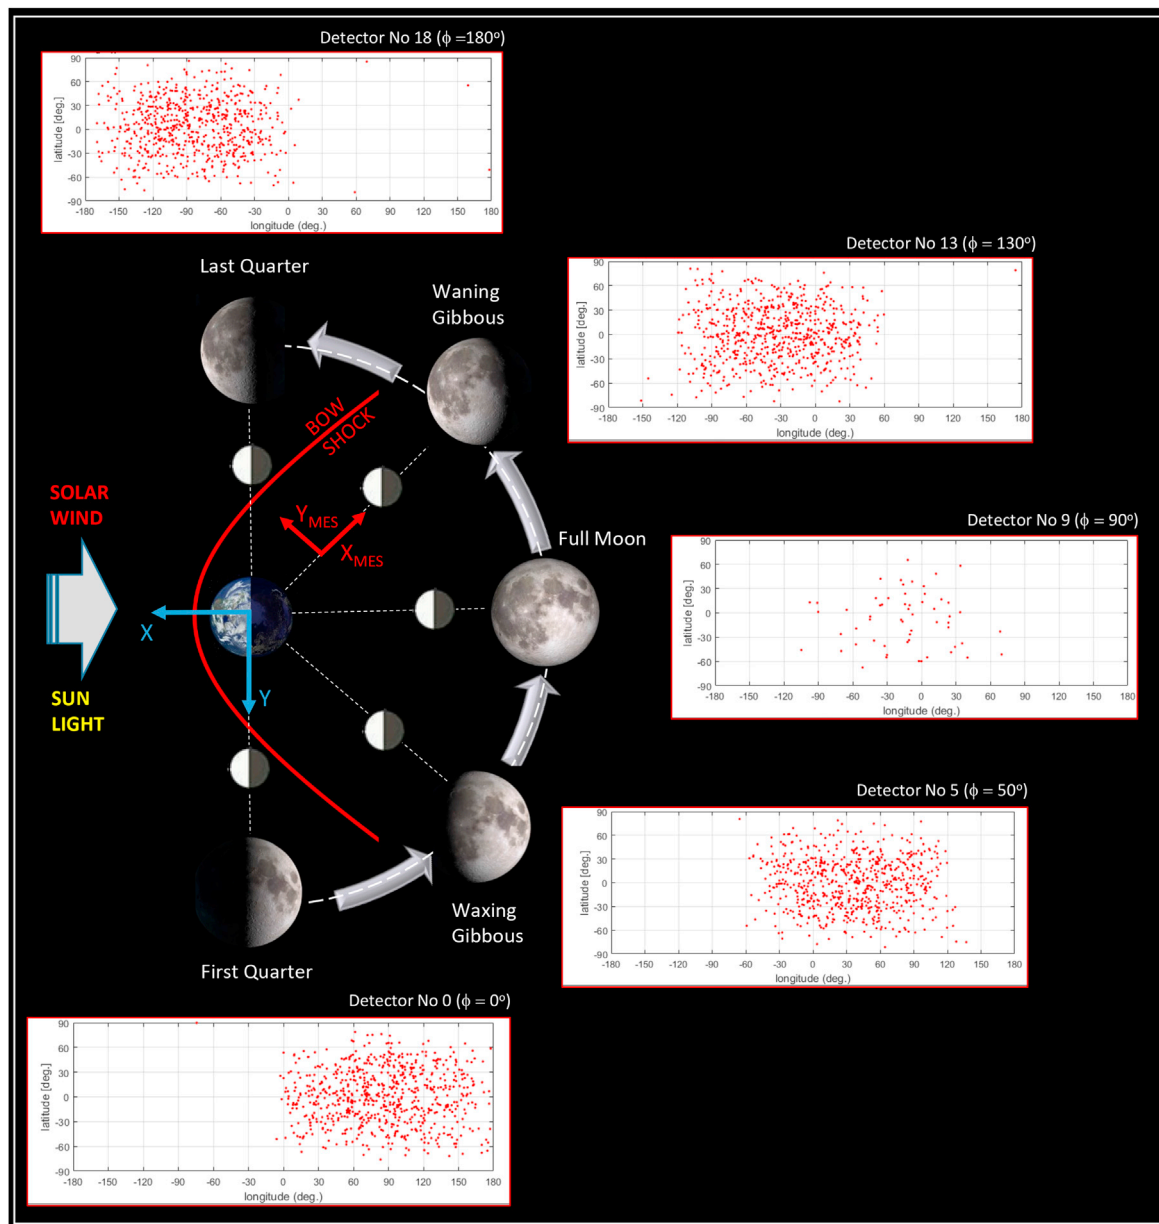 Detector No 18 (ϕ =180º)
latitude [deg.]
90
60
30
0
-30
-60
-90
-180 -150 -120 -90 -60 -30 0 30 60 90 120 150 180
longitude (deg.)
Detector No 13 (ϕ = 130º)
latitude [deg.]
90
60
30
0
-30
-60
-90
-180 -150 -120 -90 -60 -30 0 30 60 90 120 150 180
longitude (deg.)
Last Quarter
Waning
Gibbous
BOW
SHOCK
SOLAR
WIND
Y MES
X MES
Full Moon
X
Y
SUN
LIGHT
Detector No 9 (ϕ = 90º)
latitude [deg.]
90
60
30
0
-30
-60
-90
-180 -150 -120 -90 -60 -30 0 30 60 90 120 150 180
longitude (deg.)
Detector No 5 (ϕ = 50º)
latitude [deg.]
90
60
30
0
-30
-60
-90
-180 -150 -120 -90 -60 -30 0 30 60 90 120 150 180
longitude (deg.)
Waxing
Gibbous
First Quarter
Detector No 0 (ϕ = 0º)
latitude [deg.]
90
60
30
0
-30
-60
-90
-180 -150 -120 -90 -60 -30 0 30 60 90 120 150 180
longitude (deg.)